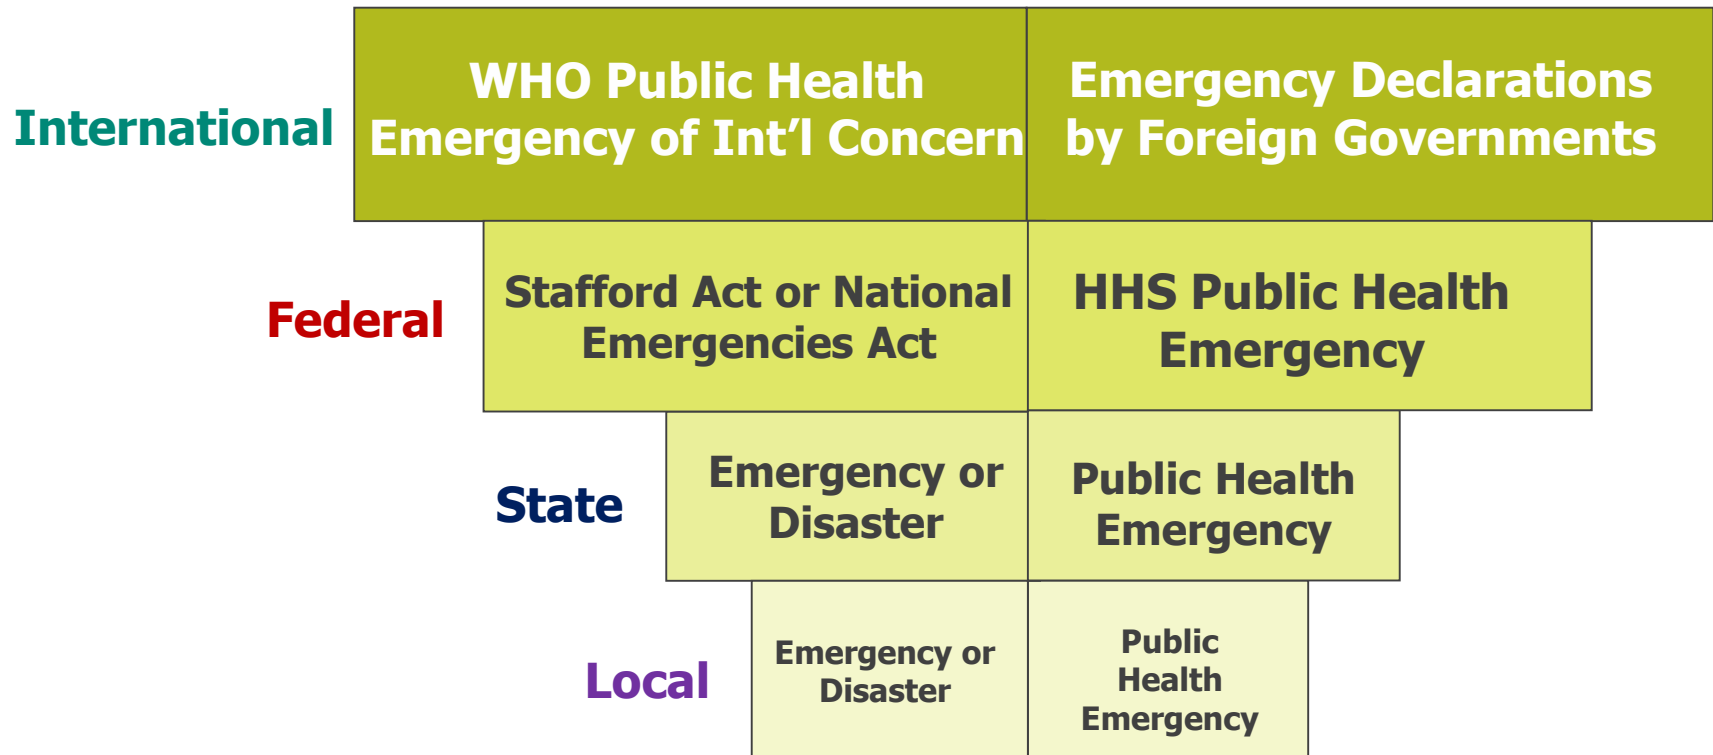 International
WHO Public Health
Emergency of Int’l Concern
Emergency Declarations
by Foreign Governments
Federal
Stafford Act or National
Emergencies Act
HHS Public Health
Emergency
State
Emergency or
Disaster
Public Health
Emergency
Local
Emergency or
Disaster
Public
Health
Emergency